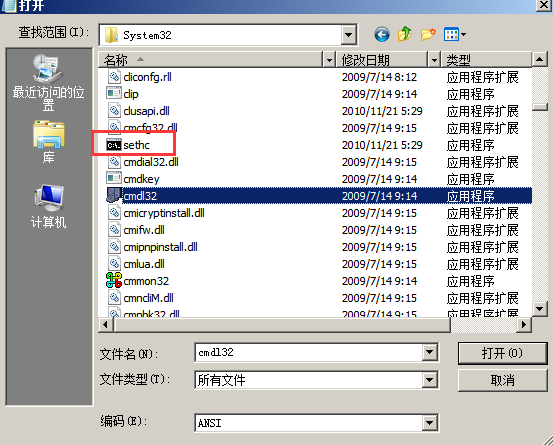 打开
查找范围(I): System32
名称 修改日期 类型
cliconfg.rll 2009/7/14 8:12 应用程序扩展
clip 2009/7/14 9:14 应用程序
clusapi.dll 2010/11/21 5:29 应用程序扩展
cmcfg32.dll 2009/7/14 9:15 应用程序扩展
sethc 2010/11/21 5:29 应用程序
cmdial32.dll 2009/7/14 9:15 应用程序扩展
cmdkey 2009/7/14 9:14 应用程序
cmdl32 2009/7/14 9:14 应用程序
cmicryptinstall.dll 2009/7/14 9:15 应用程序扩展
cmifw.dll 2009/7/14 9:15 应用程序扩展
cmipnpinstall.dll 2009/7/14 9:15 应用程序扩展
cmlua.dll 2009/7/14 9:15 应用程序扩展
cmmon32 2009/7/14 9:14 应用程序
cmncliM.dll 2009/7/14 9:15 应用程序扩展
cmpbk32.dll 2009/7/14 9:15 应用程序扩展
最近访问的位
置
库
计算机
文件名(N): cmdl32 打开(O)
文件类型(T): 所有文件 取消
编码(E): ANSI